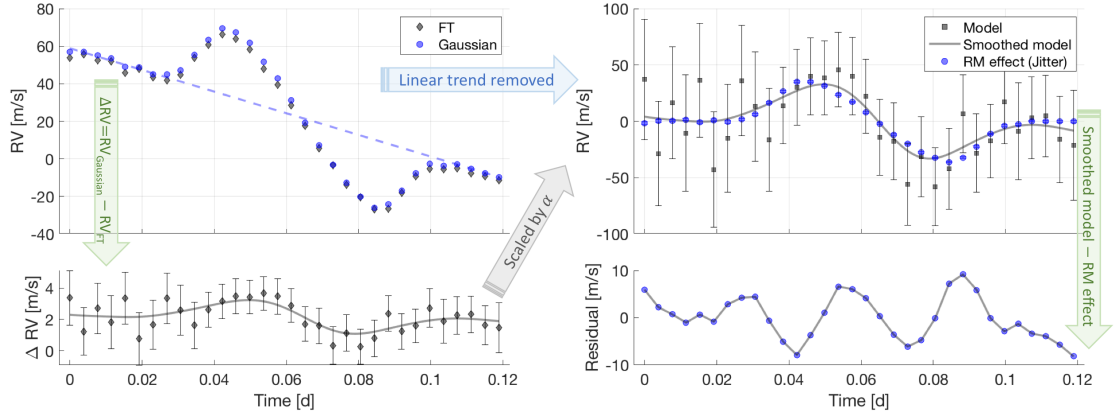 80
60
40
20
0
-20
-40
RV [m/s]
FT
Gaussian
Linear trend removed
ΔRV=RV_Gaussian − RV_FT
Scaled by α
4
2
0
Δ RV [m/s]
0
0.02
0.04
0.06
0.08
0.1
0.12
Time [d]
100
50
0
-50
-100
RV [m/s]
Model
Smoothed model
RM effect (Jitter)
Smoothed model − RM effect
10
0
-10
Residual [m/s]
0
0.02
0.04
0.06
0.08
0.1
0.12
Time [d]